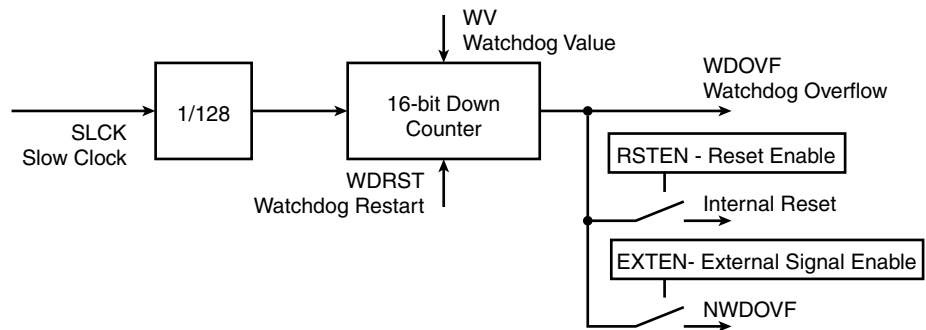 WV
Watchdog Value
WDOVF
Watchdog Overflow
1/128
16-bit Down
Counter
SLCK
Slow Clock
RSTEN - Reset Enable
WDRST
Watchdog Restart
Internal Reset
EXTEN- External Signal Enable
NWDOVF